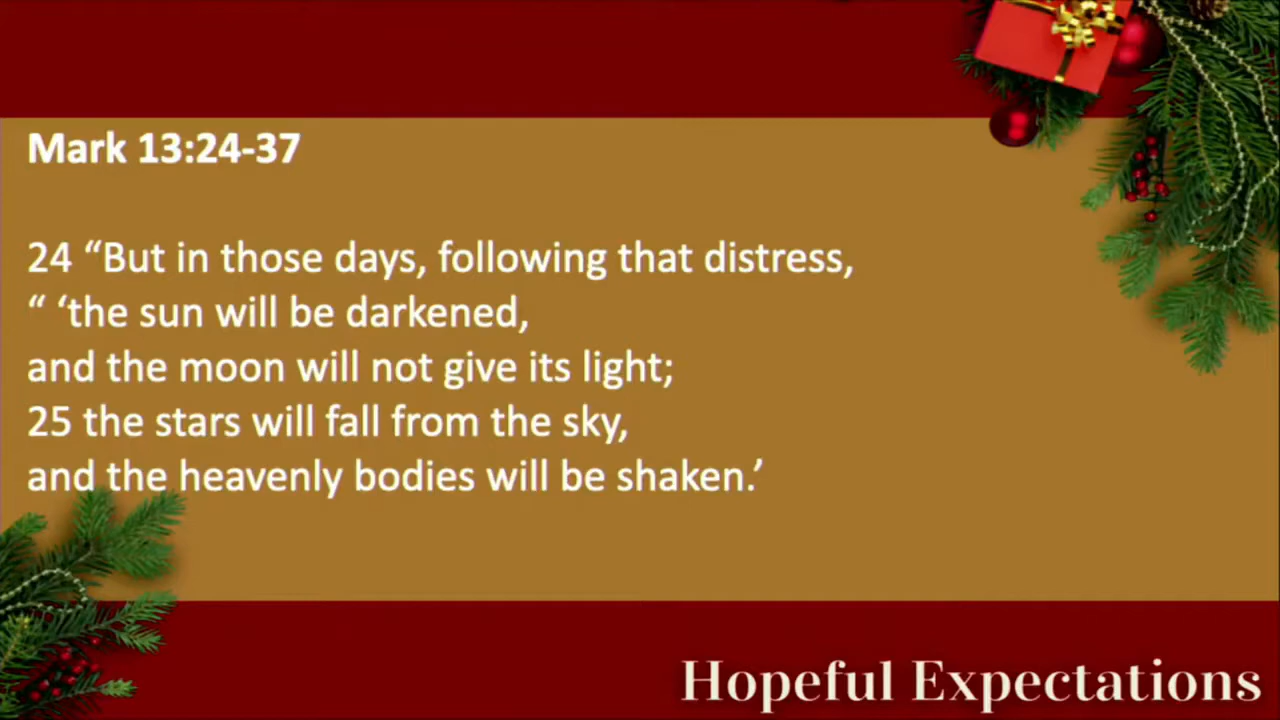 Mark 13:24-37
24 “But in those days, following that distress,
“ ‘the sun will be darkened,
and the moon will not give its light;
25 the stars will fall from the sky,
and the heavenly bodies will be shaken.’
Hopeful Expectations